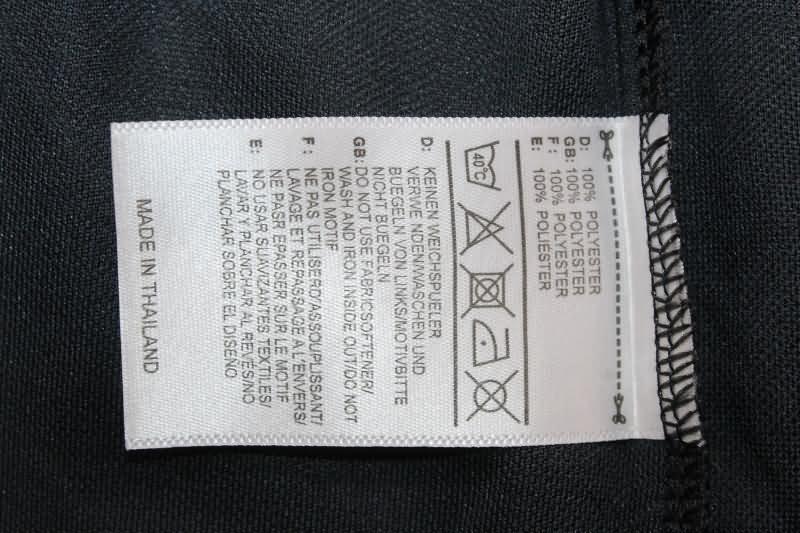 D: 100% POLYESTER
GB: 100% POLYESTER
F: 100% POLYESTER
E: 100% POLIESTER
40°C
D: KEINEN WEICHSPUELER
VERWE NDEN/WASCHEN UND
BUEGELN VON LINKS/MOTIVBITTE
NICHT BUEGELN
GB: DO NOT USE FABRICSOFTENER/
WASH AND IRON INSIDE OUT/DO NOT
IRON MOTIF
F: NE PAS UTILISERD/ASSOUPLISSANT/
LAVAGE ET REPASSAGE A L'ENVERS/
NE PASR EPASSER SUR LE MOTIF
E: NO USAR SUAVIZANTES TEXTILES/
LAVAR Y PLANCHAR AL REVES/NO
PLANCHAR SOBRE EL DISENO
MADE IN THAILAND